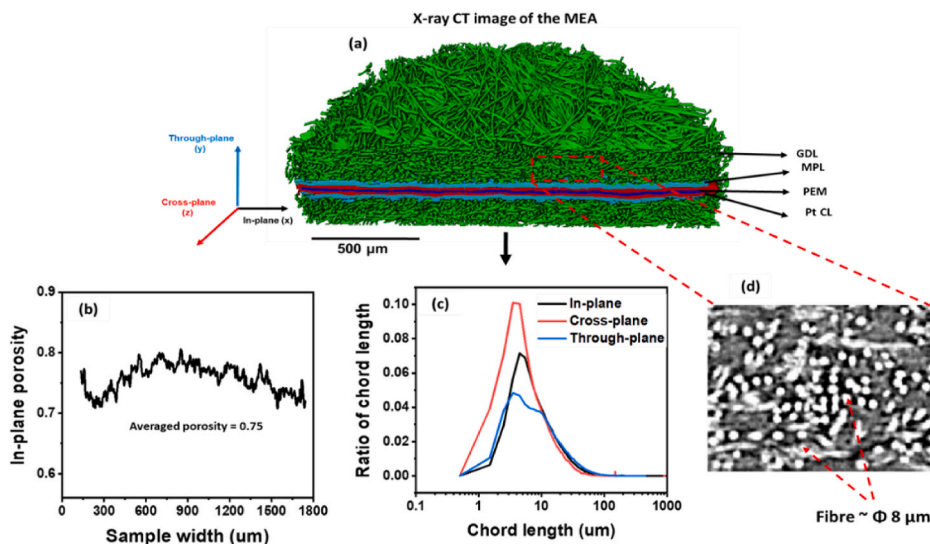 X-ray CT image of the MEA
(a)
Through-plane
(y)
Cross-plane
(z)
In-plane (x)
GDL
MPL
PEM
Pt CL
500 μm
(b)
In-plane porosity
0.9
0.8
0.7
0.6
Averaged porosity = 0.75
0 300 600 900 1200 1500 1800
Sample width (um)
(c)
In-plane
Cross-plane
Through-plane
Ratio of chord length
0.10
0.08
0.06
0.04
0.02
0.00
0.1 1 10 100 1000
Chord length (um)
(d)
Fibre ~ Φ 8 μm